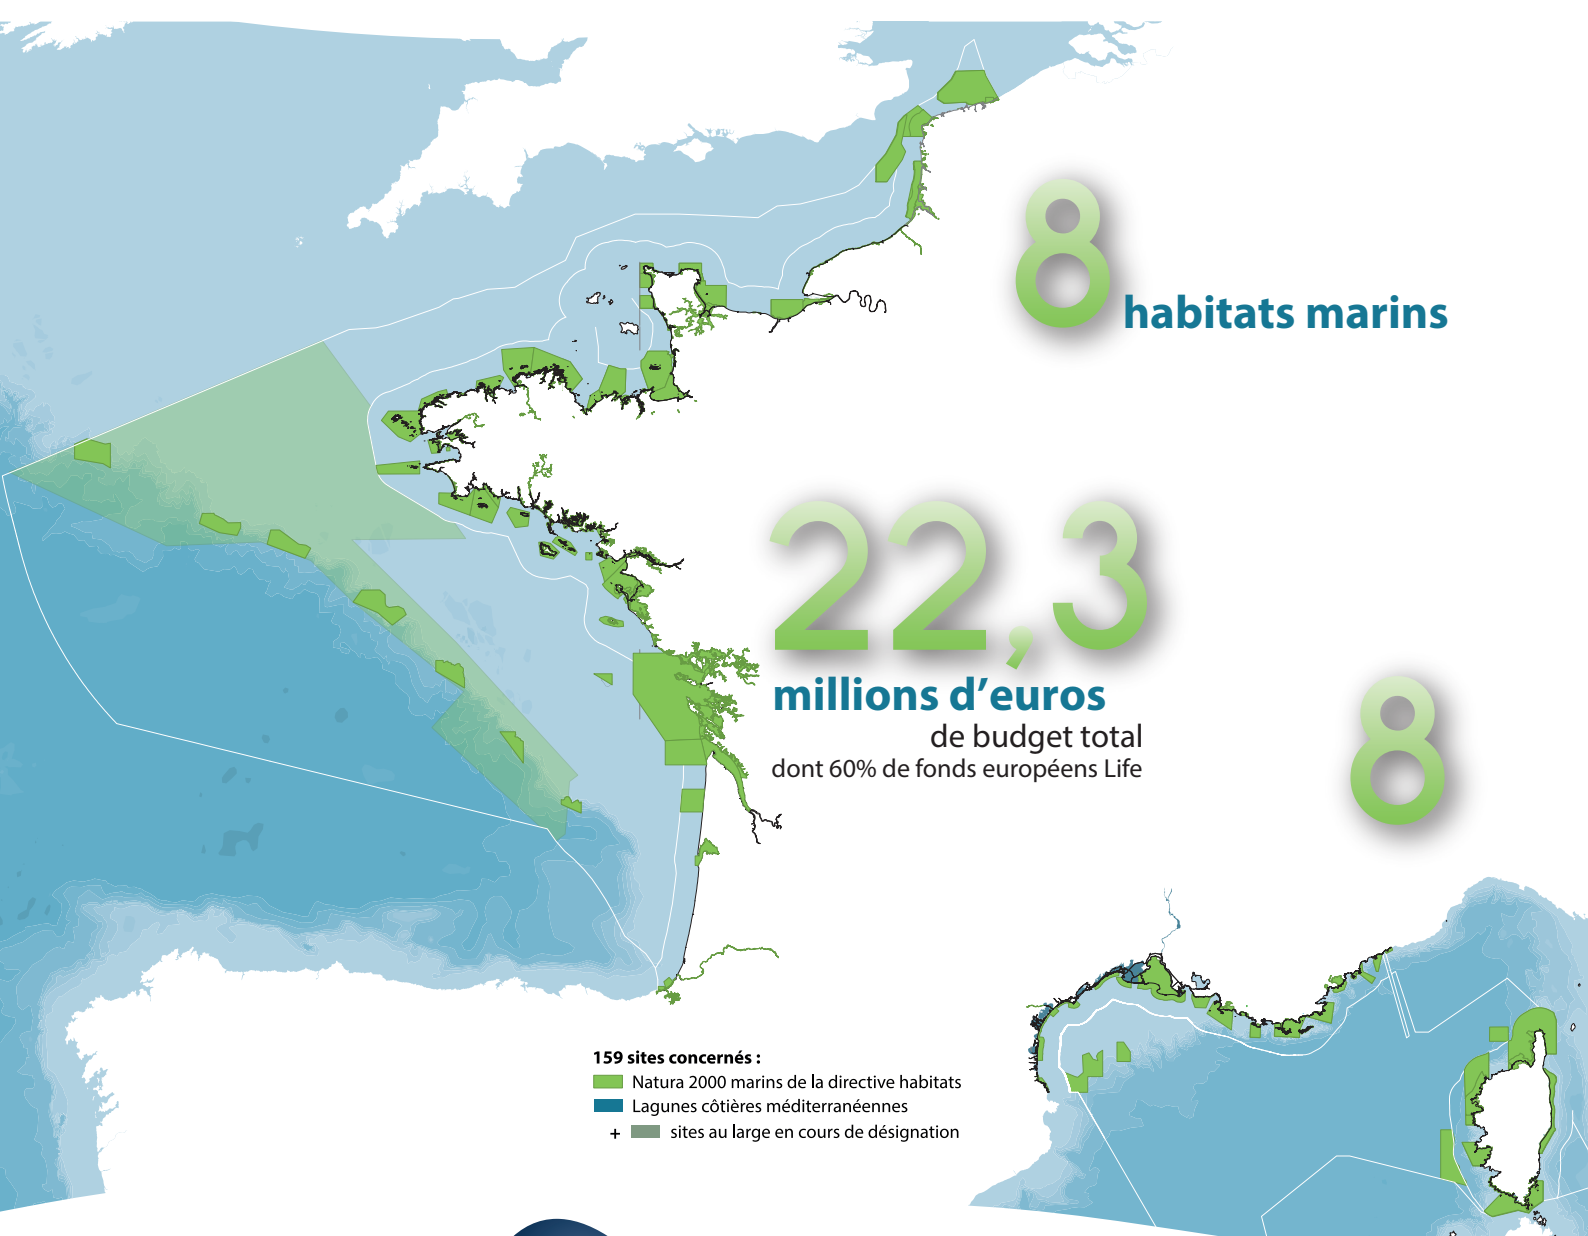 8
habitats marins
22,3
millions d’euros
de budget total
dont 60% de fonds européens Life
8
159 sites concernés :
Natura 2000 marins de la directive habitats
Lagunes côtières méditerranéennes
+ sites au large en cours de désignation